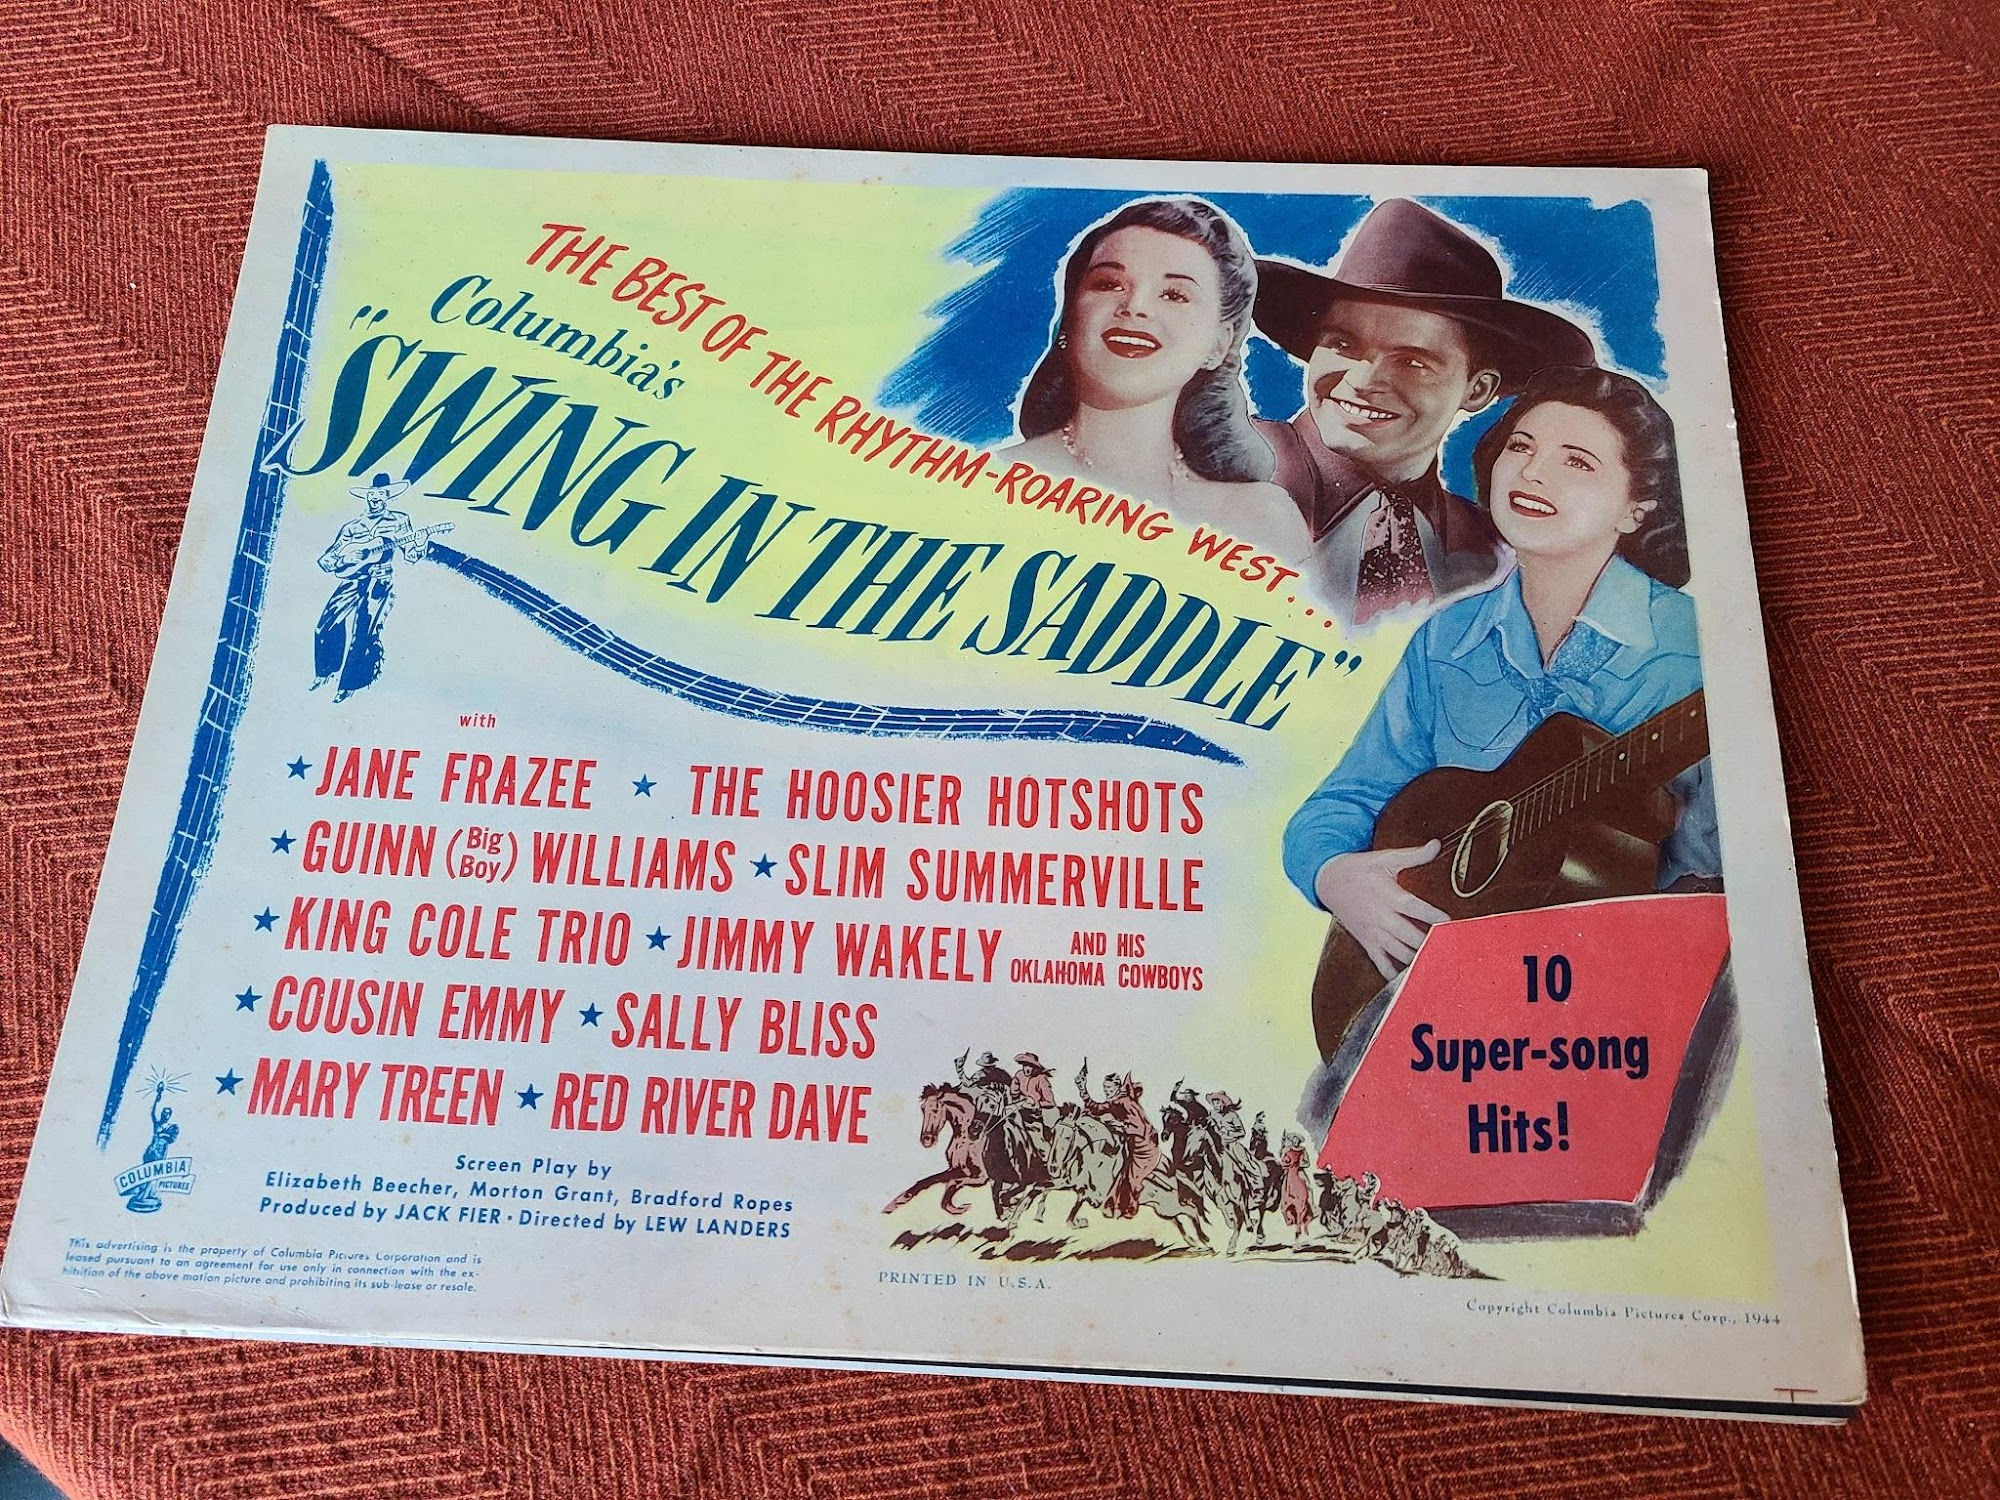 THE BEST OF THE RHYTHM-ROARING WEST...
Columbia's
"SWING IN THE SADDLE"
with
★ JANE FRAZEE ★ THE HOOSIER HOTSHOTS
★ GUINN (Big Boy) WILLIAMS ★ SLIM SUMMERVILLE
★ KING COLE TRIO ★ JIMMY WAKELY AND HIS OKLAHOMA COWBOYS
★ COUSIN EMMY ★ SALLY BLISS
★ MARY TREEN ★ RED RIVER DAVE
10
Super-song
Hits!
Screen Play by
Elizabeth Beecher, Morton Grant, Bradford Ropes
Produced by JACK FIER · Directed by LEW LANDERS
COLUMBIA
PICTURES
This advertising is the property of Columbia Pictures Corporation and is
leased pursuant to an agreement for use only in connection with the ex-
hibition of the above motion picture and prohibiting its sub-lease or resale.
PRINTED IN U.S.A.
Copyright Columbia Pictures Corp., 1944